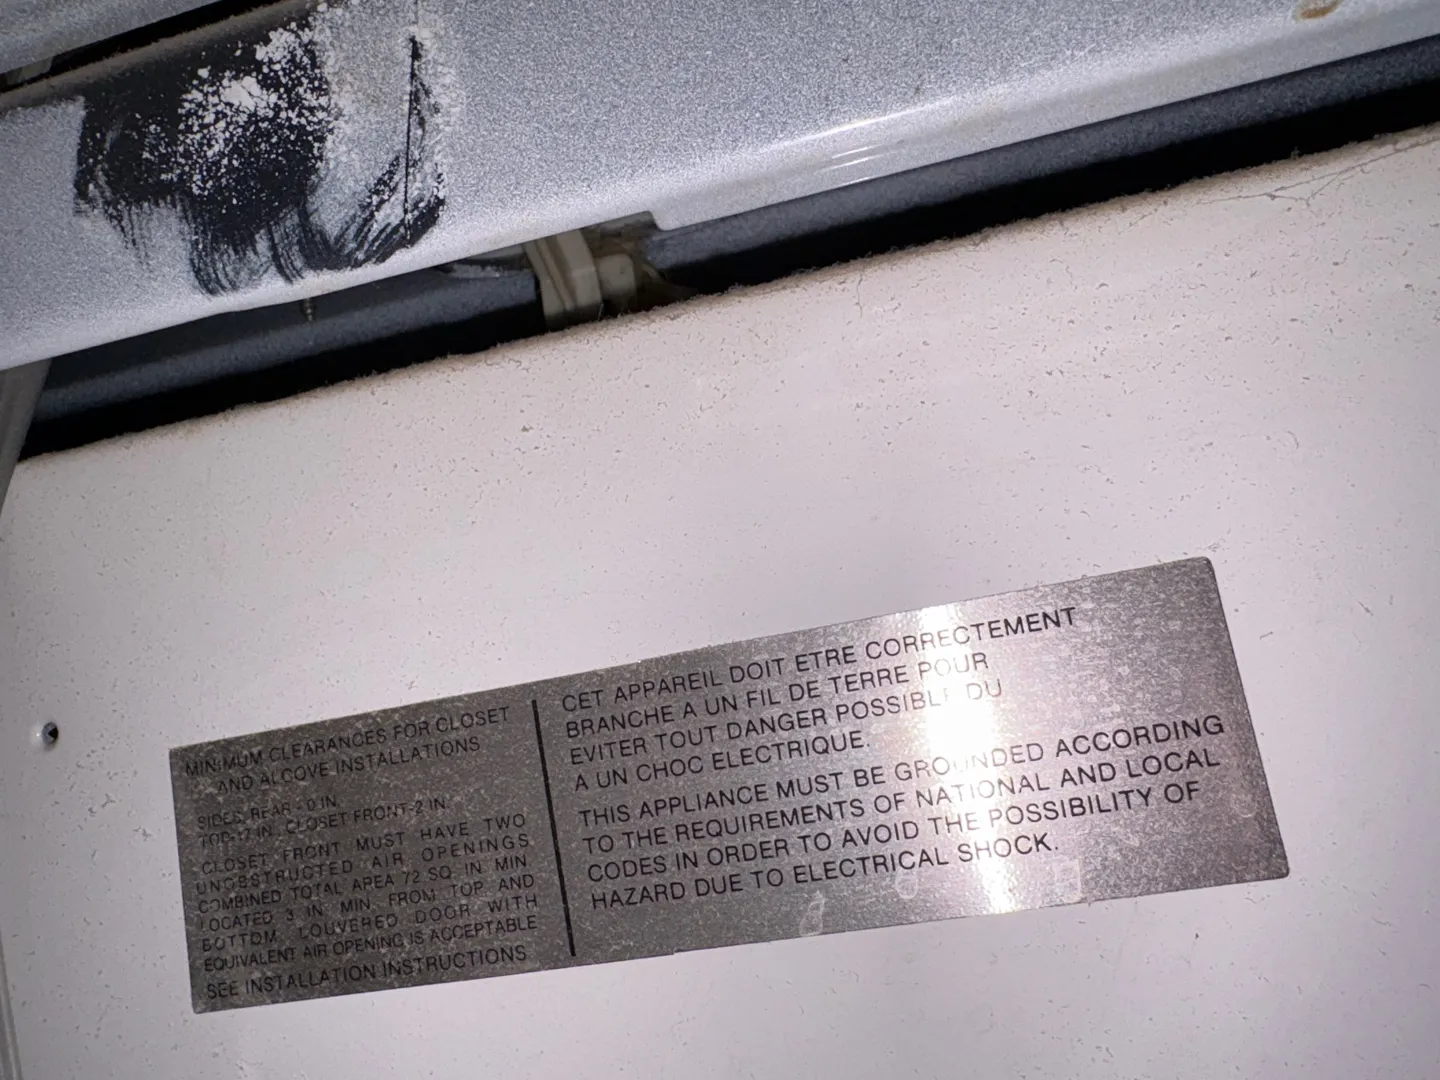 MINIMUM CLEARANCES FOR CLOSET
AND ALCOVE INSTALLATIONS
SIDES, REAR - 0 IN.
TOP-17 IN., CLOSET FRONT-2 IN.
CLOSET FRONT MUST HAVE TWO
UNOBSTRUCTED AIR OPENINGS
COMBINED TOTAL AREA 72 SQ. IN. MIN.
LOCATED 3 IN. MIN. FROM TOP AND
BOTTOM. LOUVERED DOOR WITH
EQUIVALENT AIR OPENING IS ACCEPTABLE
SEE INSTALLATION INSTRUCTIONS
CET APPAREIL DOIT ETRE CORRECTEMENT
BRANCHE A UN FIL DE TERRE POUR
EVITER TOUT DANGER POSSIBLE DU
A UN CHOC ELECTRIQUE.
THIS APPLIANCE MUST BE GROUNDED ACCORDING
TO THE REQUIREMENTS OF NATIONAL AND LOCAL
CODES IN ORDER TO AVOID THE POSSIBILITY OF
HAZARD DUE TO ELECTRICAL SHOCK.